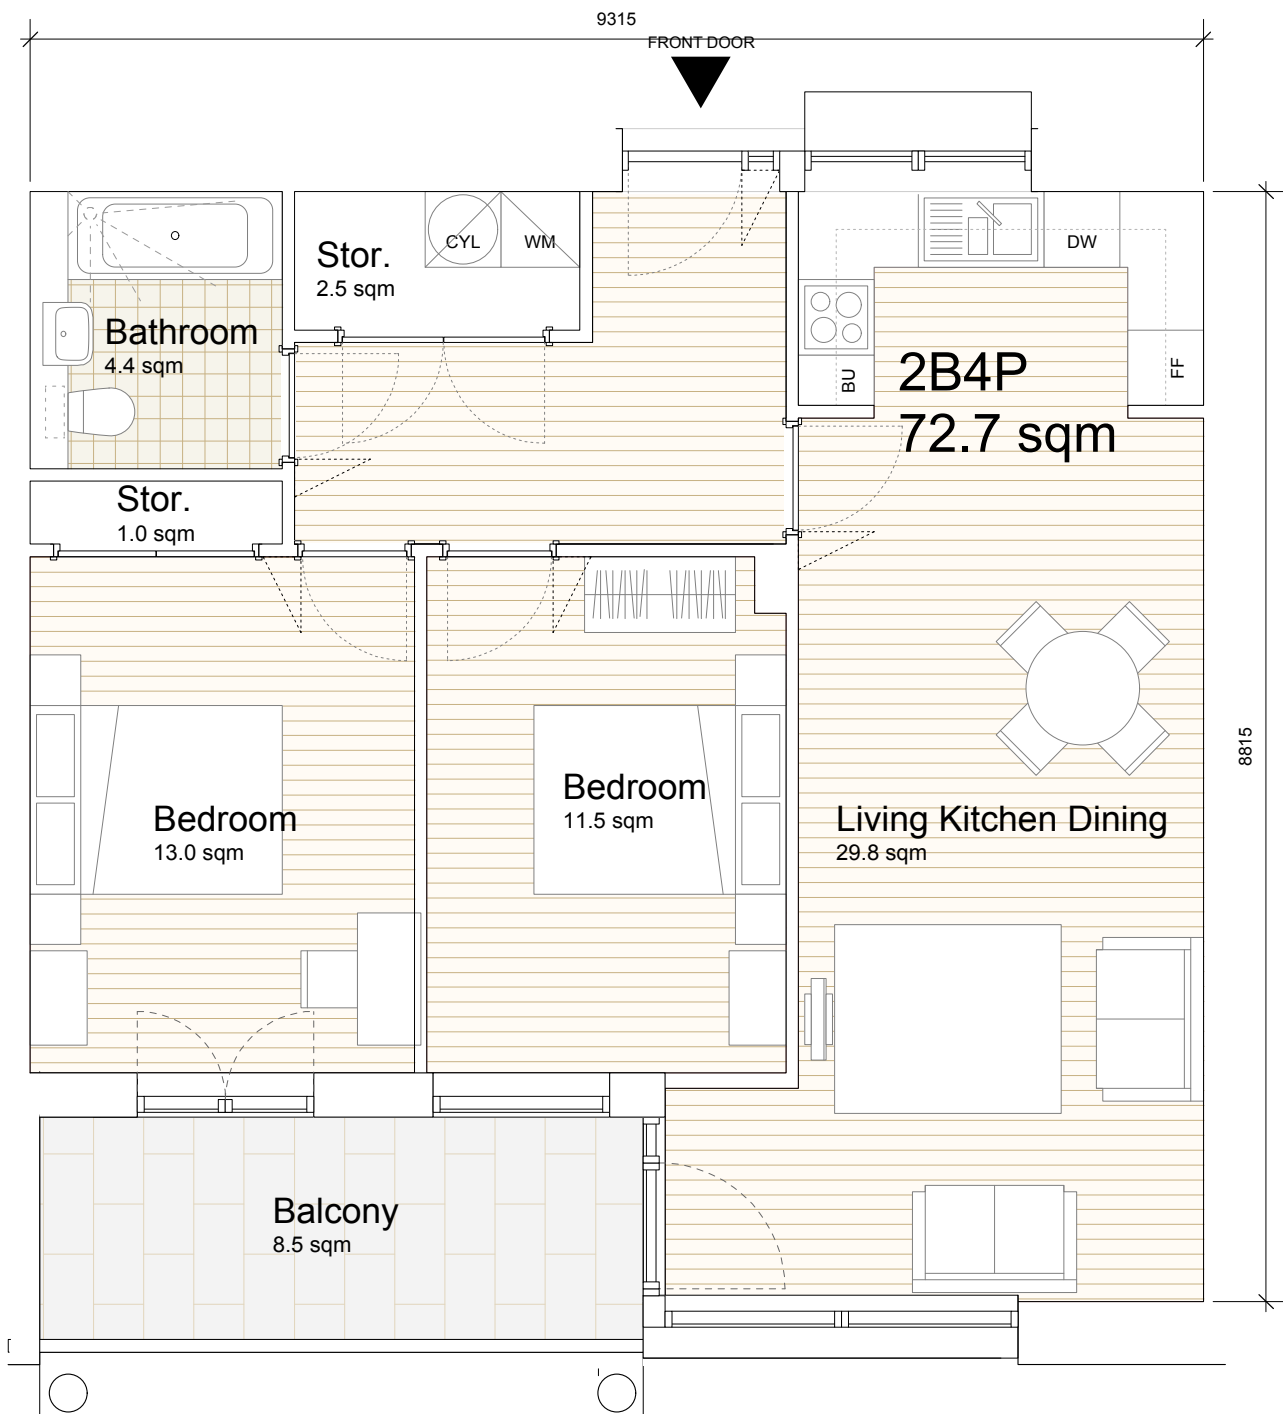 9315
FRONT DOOR
Stor.
2.5 sqm
CYL
WM
DW
Bathroom
4.4 sqm
BU
2B4P
72.7 sqm
FF
Stor.
1.0 sqm
8815
Bedroom
13.0 sqm
Bedroom
11.5 sqm
Living Kitchen Dining
29.8 sqm
Balcony
8.5 sqm